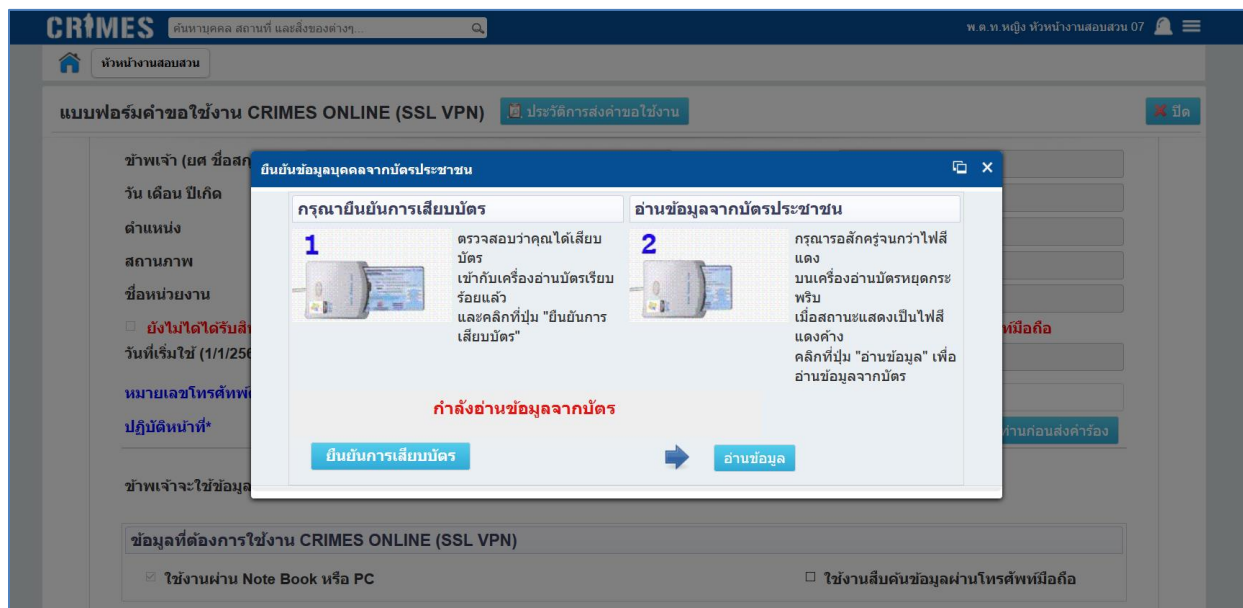 CRIMES ค้นหาบุคคล สถานที่ และสิ่งของต่างๆ... พ.ต.ท.หญิง หัวหน้างานสอบสวน 07
หัวหน้างานสอบสวน
แบบฟอร์มคำขอใช้งาน CRIMES ONLINE (SSL VPN) ประวัติการส่งคำขอใช้งาน ปิด
ข้าพเจ้า (ยศ ชื่อสกุ
วัน เดือน ปีเกิด
ตำแหน่ง
สถานภาพ
ชื่อหน่วยงาน
ยังไม่ได้ได้รับสิ ท์มือถือ
วันที่เริ่มใช้ (1/1/256
หมายเลขโทรศัพท์
ปฏิบัติหน้าที่* ท่านก่อนส่งคำร้อง
ยืนยันข้อมูลบุคคลจากบัตรประชาชน
กรุณายืนยันการเสียบบัตร
1
ตรวจสอบว่าคุณได้เสียบ
บัตร
เข้ากับเครื่องอ่านบัตรเรียบ
ร้อยแล้ว
และคลิกที่ปุ่ม "ยืนยันการ
เสียบบัตร"
อ่านข้อมูลจากบัตรประชาชน
2
กรุณารอสักครู่จนกว่าไฟสี
แดง
บนเครื่องอ่านบัตรหยุดกระ
พริบ
เมื่อสถานะแสดงเป็นไฟสี
แดงค้าง
คลิกที่ปุ่ม "อ่านข้อมูล" เพื่อ
อ่านข้อมูลจากบัตร
กำลังอ่านข้อมูลจากบัตร
ยืนยันการเสียบบัตร อ่านข้อมูล
ข้าพเจ้าจะใช้ข้อมูล
ข้อมูลที่ต้องการใช้งาน CRIMES ONLINE (SSL VPN)
ใช้งานผ่าน Note Book หรือ PC ใช้งานสืบค้นข้อมูลผ่านโทรศัพท์มือถือ